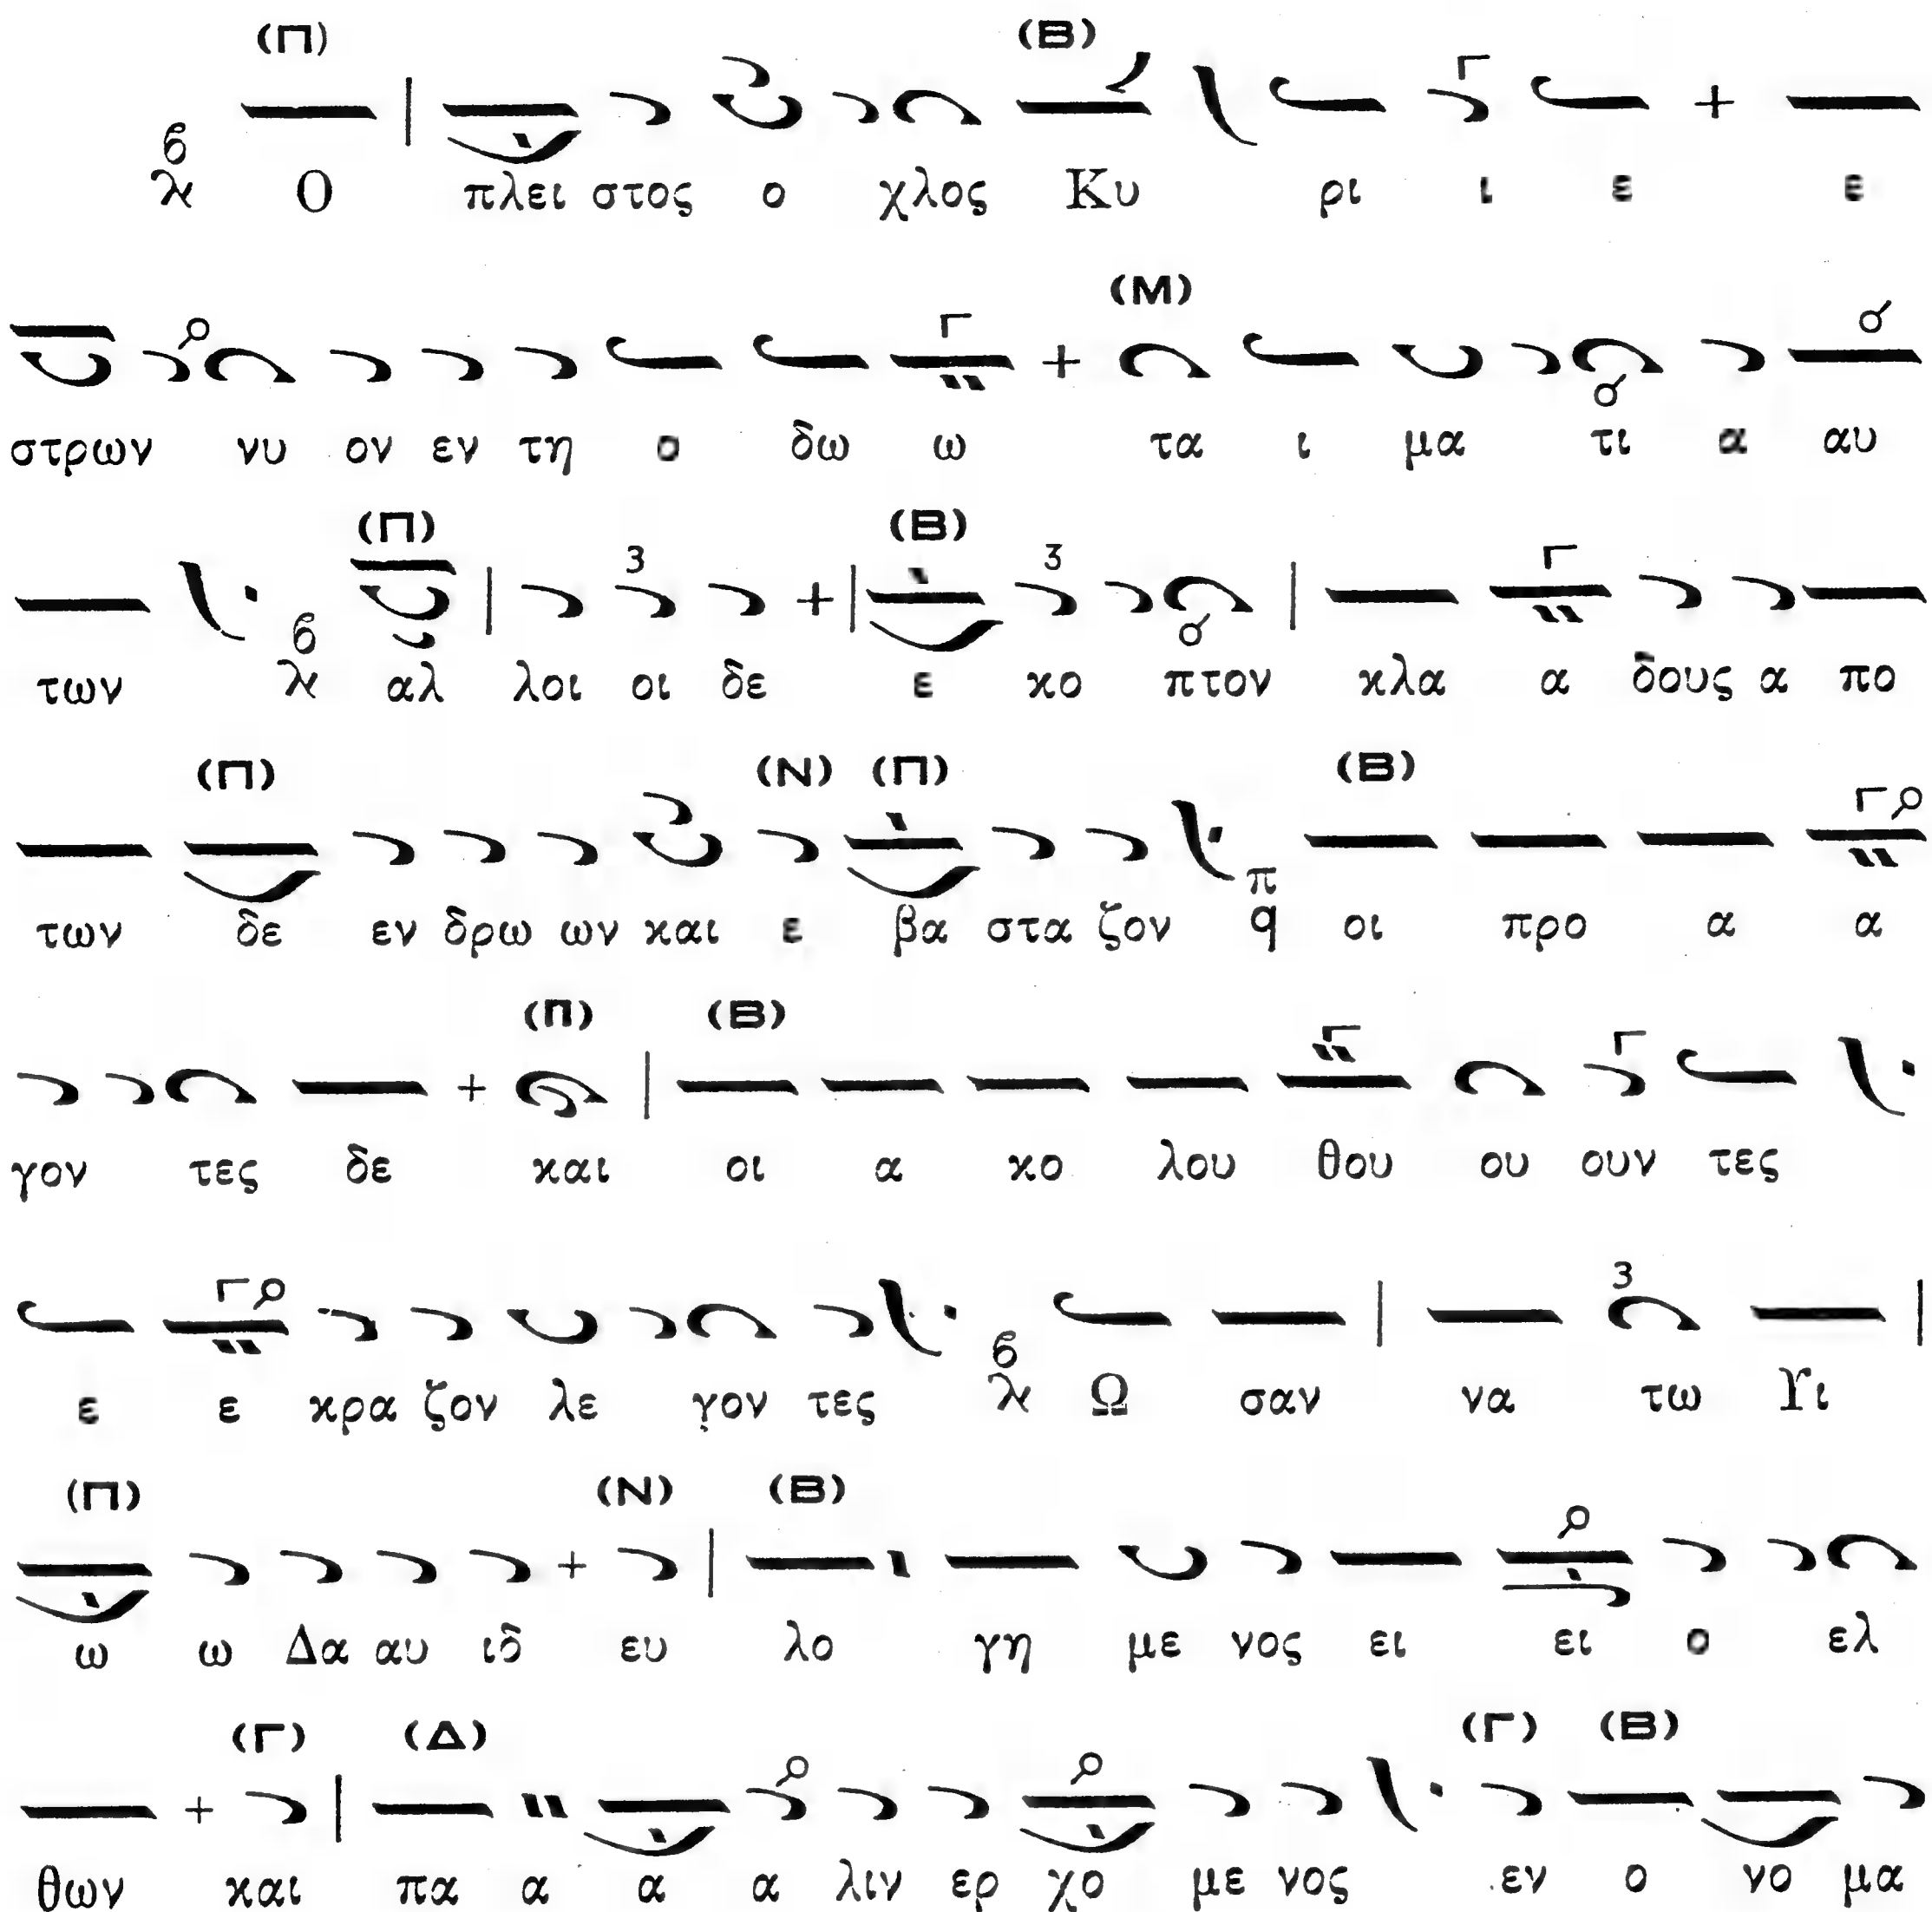 (Π) (Β)
Ο πλει στος ο χλος Κυ ρι ι ε ε
(Μ)
στρων νυ ον εν τη ο δω ω τα ι μα τι α αυ
(Π) 3 (Β) 3
των αλ λοι οι δε ε κο πτον κλα α δους α πο
(Π) (Ν) (Π) (Β)
των δε εν δρω ων και ε βα στα ζον π q οι προ α α
(Π) (Β)
γον τες δε και οι α κο λου θου ου ουν τες
3
ε ε κρα ζον λε γον τες Ω σαν να τω Υι
(Π) (Ν) (Β)
ω ω Δα αυ ιδ ευ λο γη με νος ει ει ο ελ
(Γ) (Δ) (Γ) (Β)
θων και πα α α α λιν ερ χο με νος εν ο νο μα